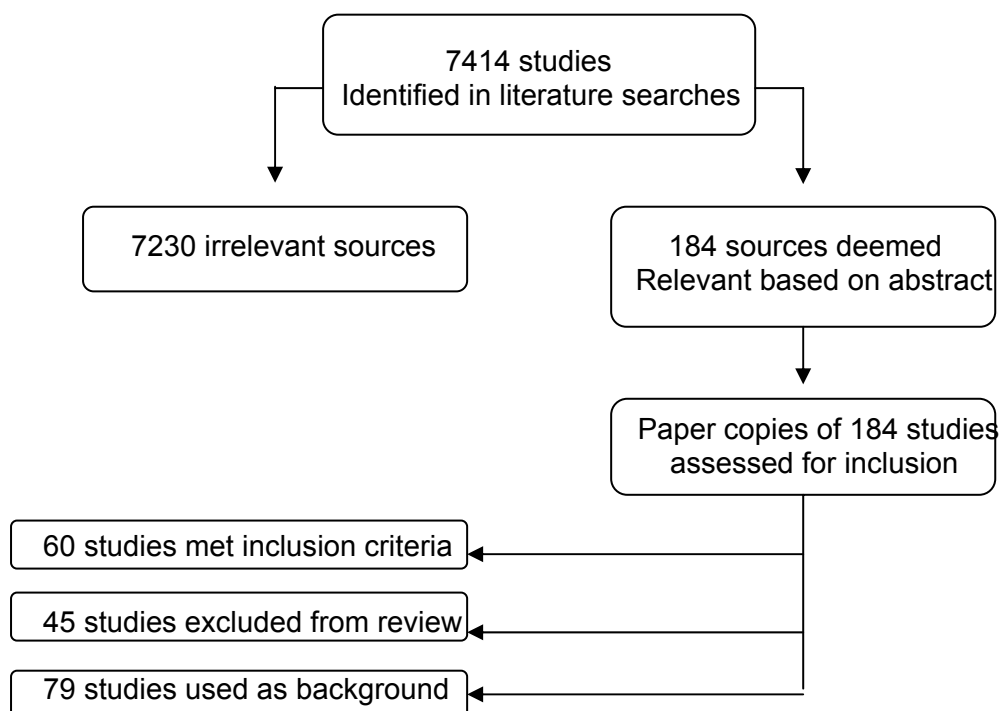 7414 studies
Identified in literature searches
7230 irrelevant sources
184 sources deemed
Relevant based on abstract
Paper copies of 184 studies
assessed for inclusion
60 studies met inclusion criteria
45 studies excluded from review
79 studies used as background